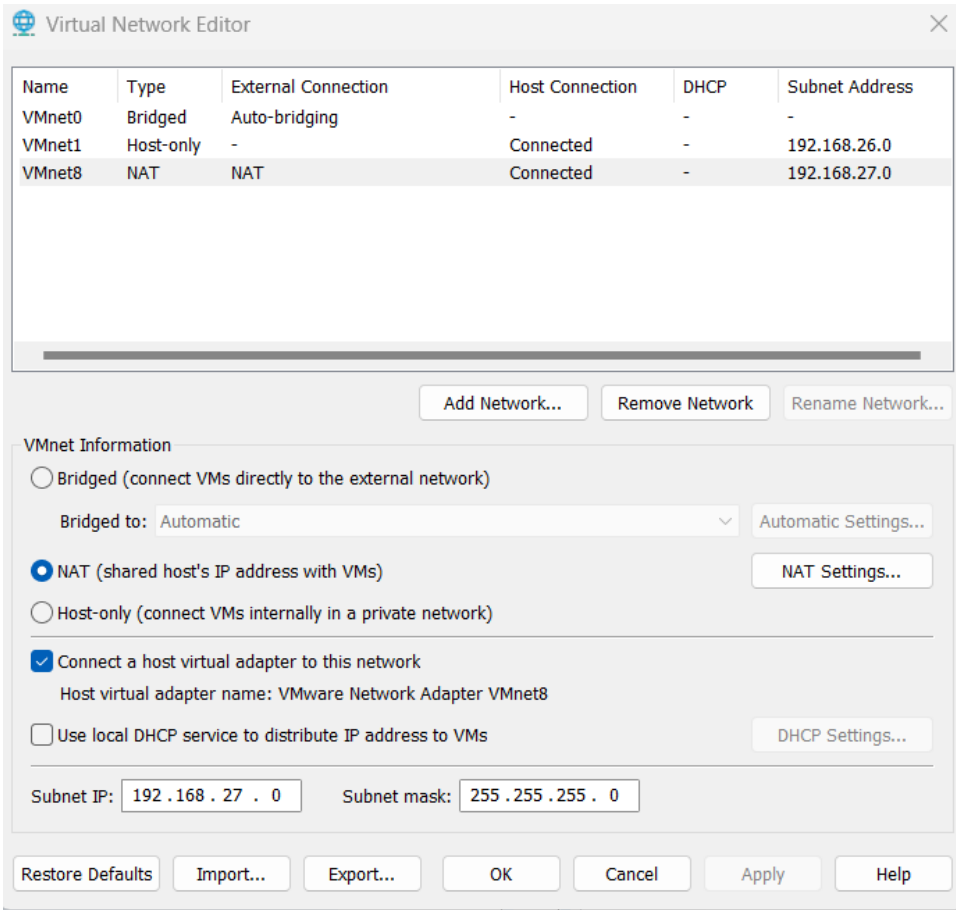 Virtual Network Editor
Name Type External Connection Host Connection DHCP Subnet Address
VMnet0 Bridged Auto-bridging - - -
VMnet1 Host-only - Connected - 192.168.26.0
VMnet8 NAT NAT Connected - 192.168.27.0
Add Network... Remove Network Rename Network...
VMnet Information
Bridged (connect VMs directly to the external network)
Bridged to: Automatic Automatic Settings...
NAT (shared host's IP address with VMs) NAT Settings...
Host-only (connect VMs internally in a private network)
Connect a host virtual adapter to this network
Host virtual adapter name: VMware Network Adapter VMnet8
Use local DHCP service to distribute IP address to VMs DHCP Settings...
Subnet IP: 192 . 168 . 27 . 0 Subnet mask: 255 . 255 . 255 . 0
Restore Defaults Import... Export... OK Cancel Apply Help